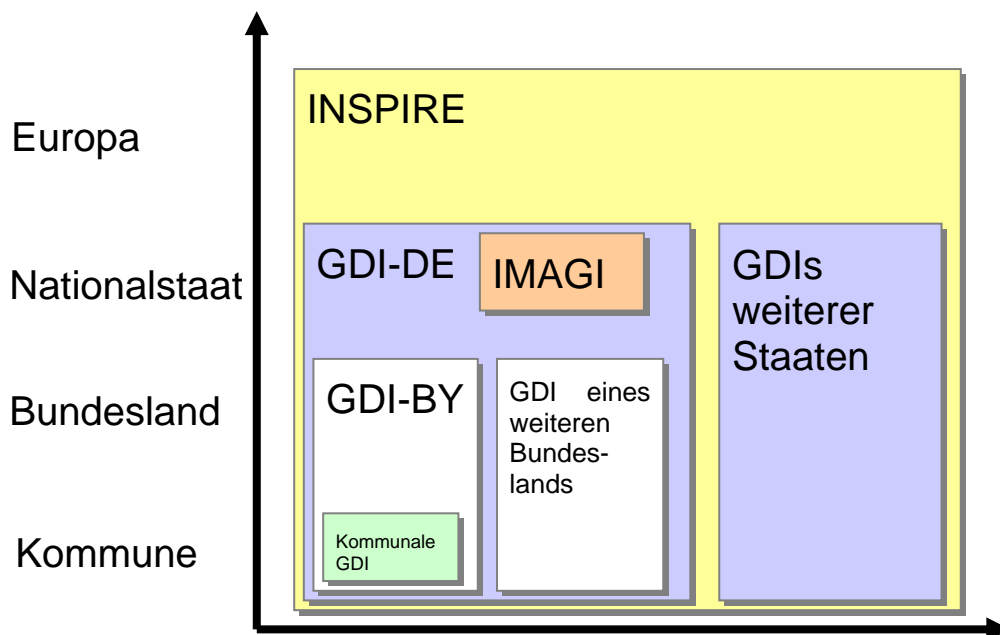 Europa
INSPIRE
Nationalstaat
GDI-DE
IMAGI
GDIs
weiterer
Staaten
Bundesland
GDI-BY
GDI eines
weiteren
Bundes-
lands
Kommune
Kommunale
GDI